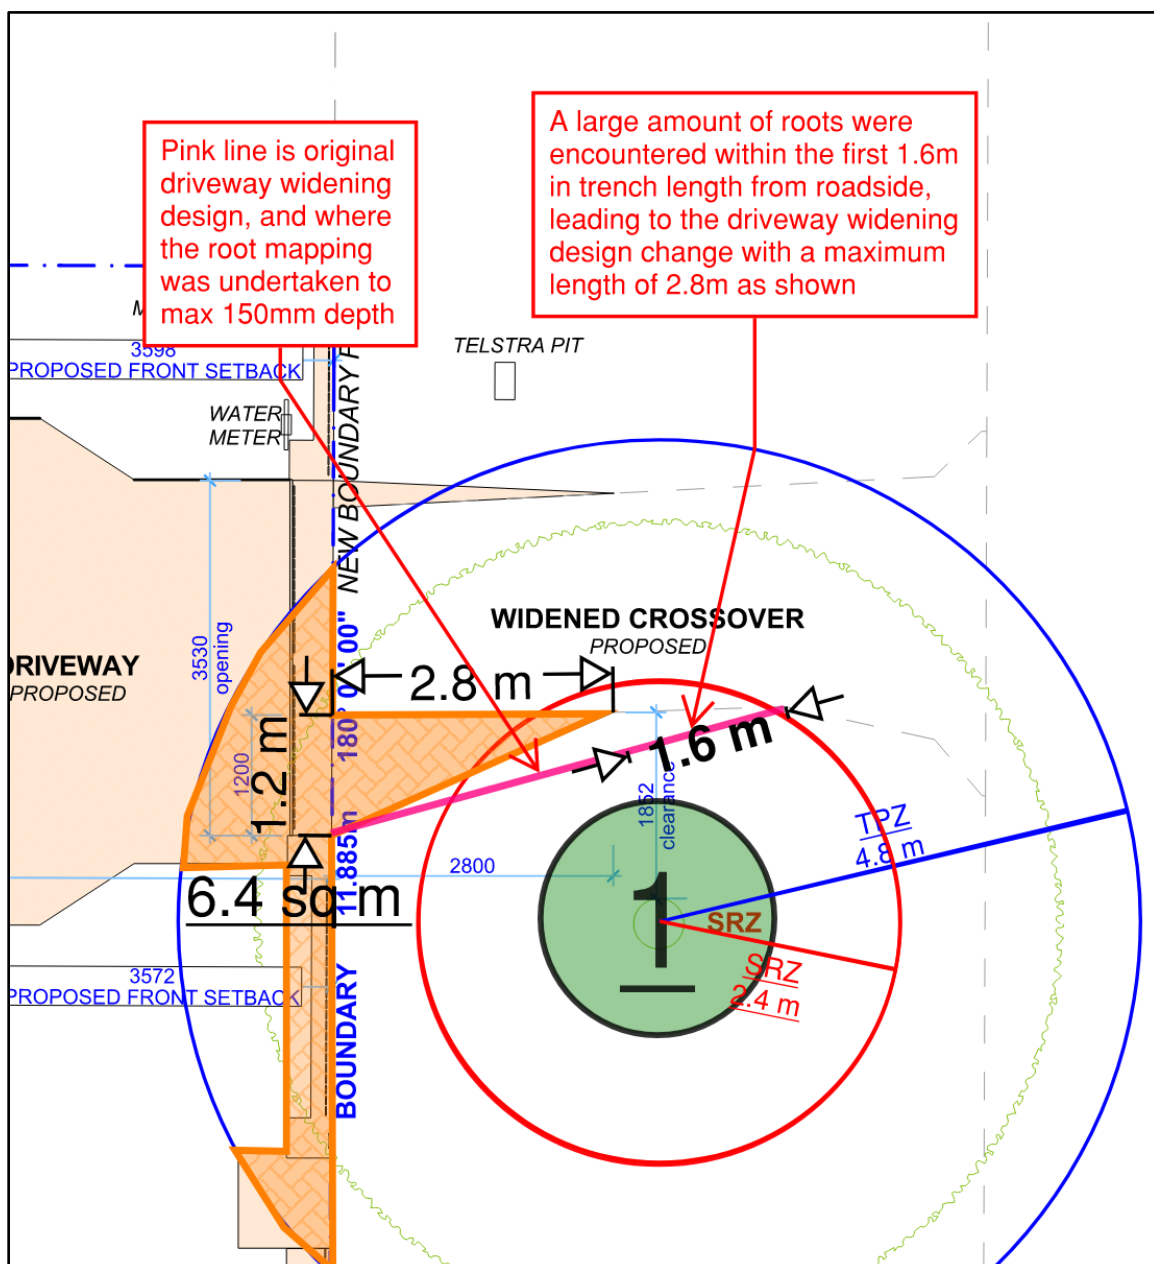 Pink line is original
driveway widening
design, and where
the root mapping
was undertaken to
max 150mm depth
A large amount of roots were
encountered within the first 1.6m
in trench length from roadside,
leading to the driveway widening
design change with a maximum
length of 2.8m as shown
3598
PROPOSED FRONT SETBACK
TELSTRA PIT
WATER
METER
NEW BOUNDARY
3530
opening
WIDENED CROSSOVER
PROPOSED
DRIVEWAY
PROPOSED
2.8 m
180° 0' 00"
1.2 m
1200
1.6 m
1852
clearance
TPZ
4.8 m
11.885m
2800
6.4 sq m
1
SRZ
SRZ
2.4 m
3572
PROPOSED FRONT SETBACK
BOUNDARY